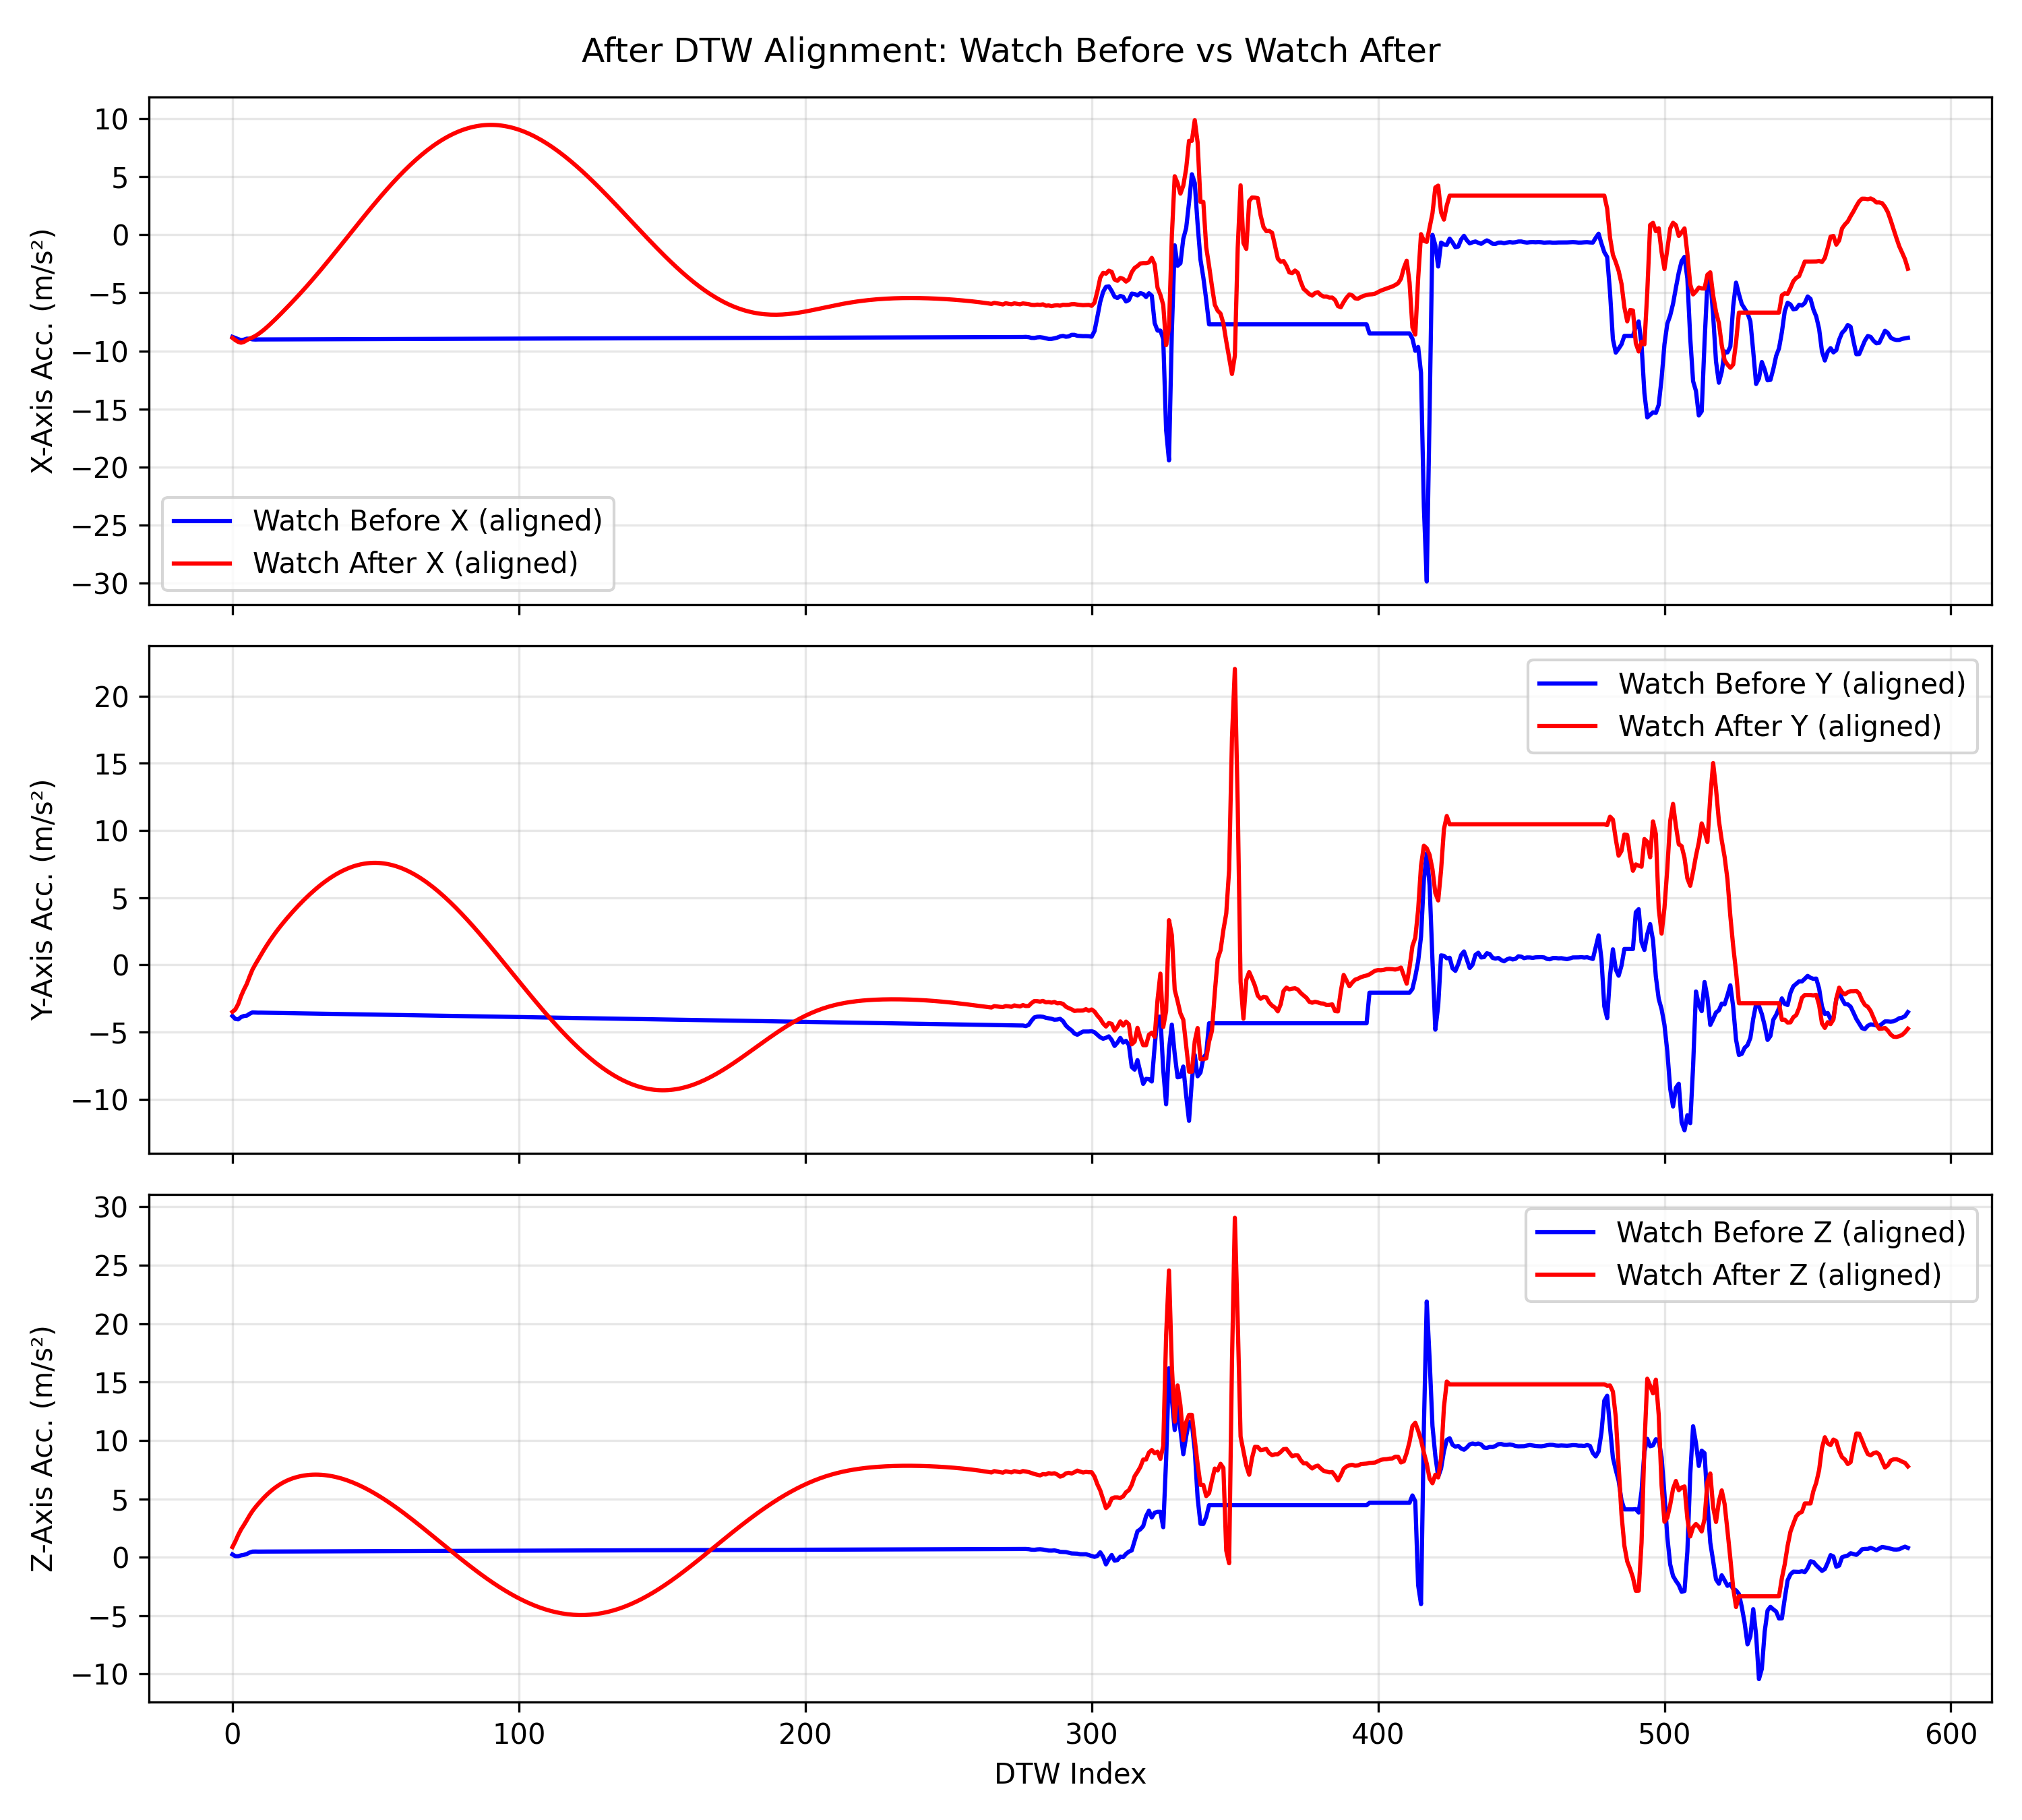 After DTW Alignment: Watch Before vs Watch After
X-Axis Acc. (m/s²)
10
5
0
−5
−10
−15
−20
−25
−30
Watch Before X (aligned)
Watch After X (aligned)
Y-Axis Acc. (m/s²)
20
15
10
5
0
−5
−10
Watch Before Y (aligned)
Watch After Y (aligned)
Z-Axis Acc. (m/s²)
30
25
20
15
10
5
0
−5
−10
Watch Before Z (aligned)
Watch After Z (aligned)
0 100 200 300 400 500 600
DTW Index